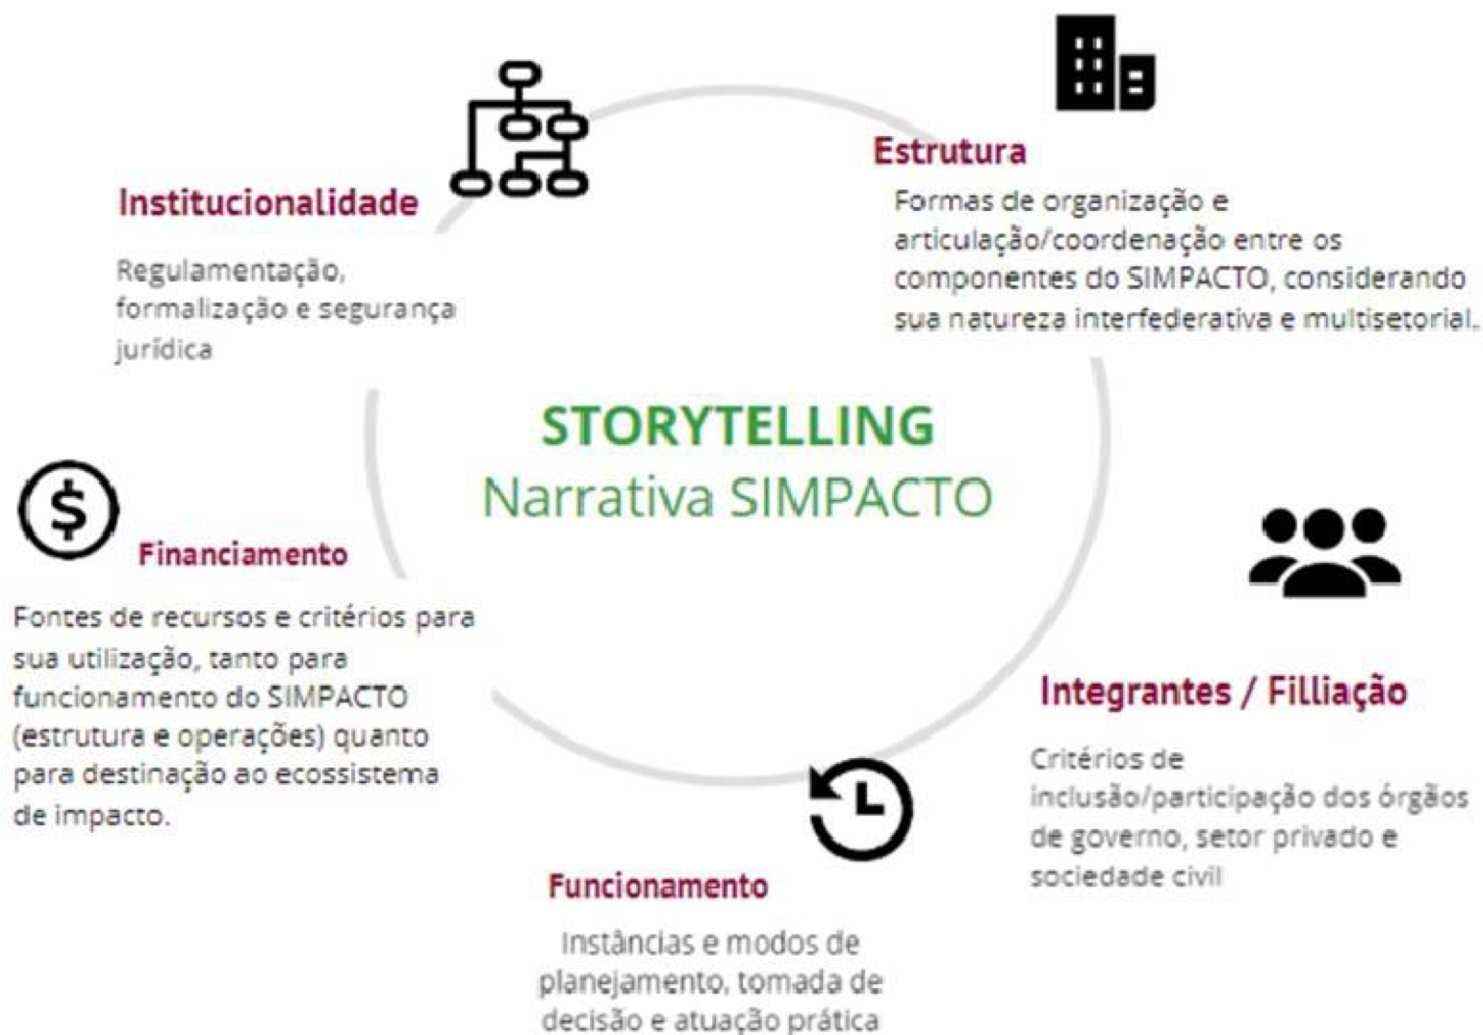 Institucionalidade
Regulamentação,
formalização e segurança
jurídica
Estrutura
Formas de organização e
articulação/coordenação entre os
componentes do SIMPACTO, considerando
sua natureza interfederativa e multisetorial.
STORYTELLING
Narrativa SIMPACTO
$
Financiamento
Fontes de recursos e critérios para
sua utilização, tanto para
funcionamento do SIMPACTO
(estrutura e operações) quanto
para destinação ao ecossistema
de impacto.
Integrantes / Filliação
Critérios de
inclusão/participação dos órgãos
de governo, setor privado e
sociedade civil
Funcionamento
Instâncias e modos de
planejamento, tomada de
decisão e atuação prática